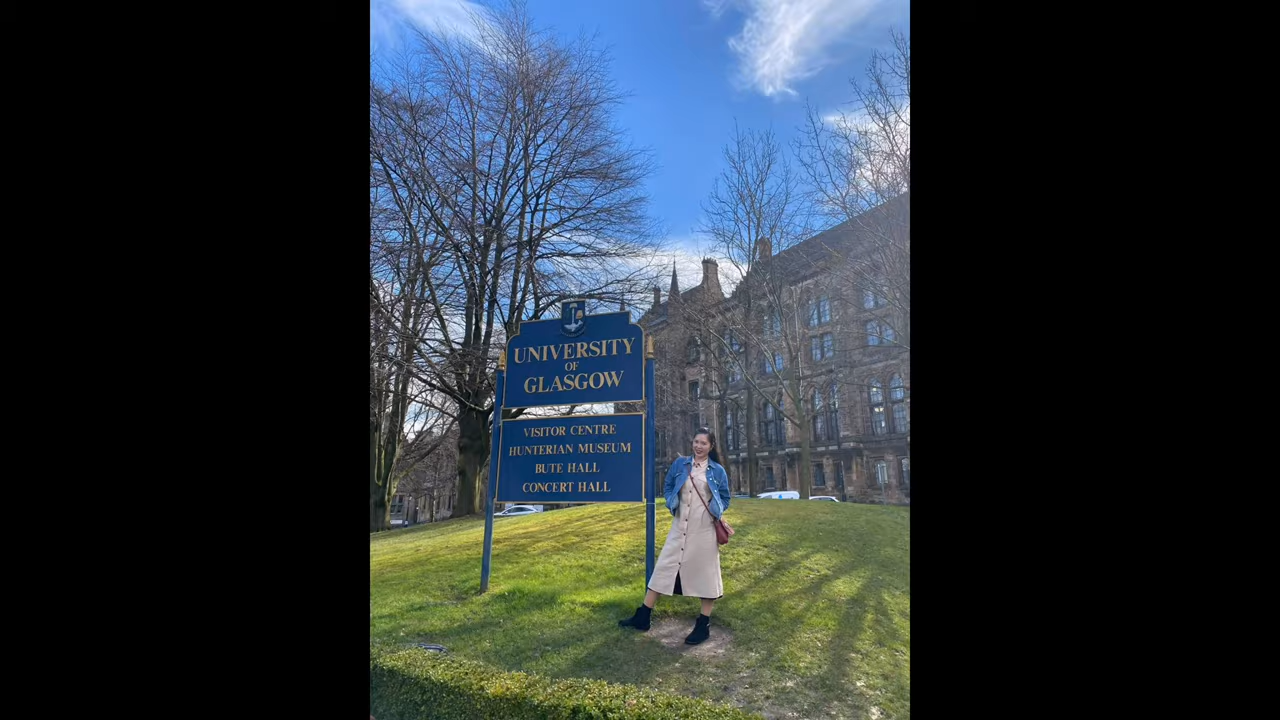 UNIVERSITY
OF
GLASGOW
VISITOR CENTRE
HUNTERIAN MUSEUM
BUTE HALL
CONCERT HALL